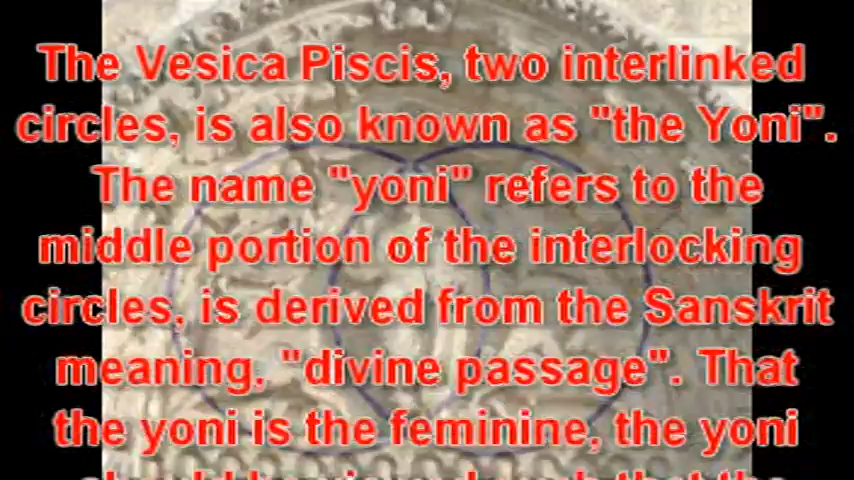 The Vesica Piscis, two interlinked
circles, is also known as "the Yoni".
The name "yoni" refers to the
middle portion of the interlocking
circles, is derived from the Sanskrit
meaning, "divine passage". That
the yoni is the feminine, the yoni